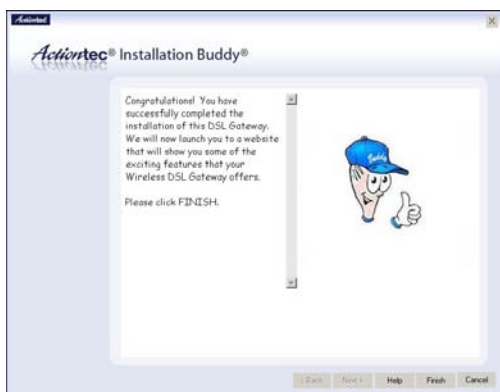 Actiontec
Actiontec® Installation Buddy®
Congratulations! You have
successfully completed the
installation of this DSL Gateway.
We will now launch you to a website
that will show you some of the
exciting features that your
Wireless DSL Gateway offers.
Please click FINISH.
Buddy
< Back Next > Help Finish Cancel